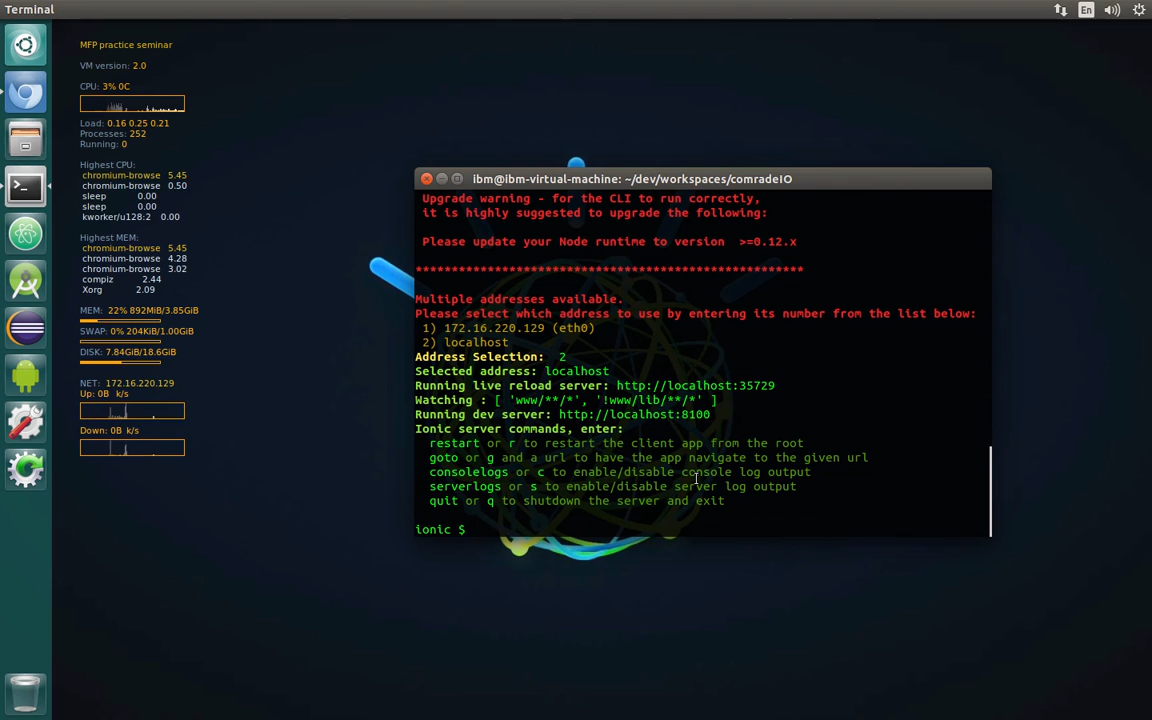 Terminal
En
MFP practice seminar
VM version: 2.0
CPU: 3% 0C
Load: 0.16 0.25 0.21
Processes: 252
Running: 0
Highest CPU:
chromium-browse 5.45
chromium-browse 0.50
sleep 0.00
sleep 0.00
kworker/u128:2 0.00
Highest MEM:
chromium-browse 5.45
chromium-browse 4.28
chromium-browse 3.02
compiz 2.44
Xorg 2.09
MEM: 22% 892MiB/3.85GiB
SWAP: 0% 204KiB/1.00GiB
DISK: 7.84GiB/18.6GiB
NET: 172.16.220.129
Up: 0B k/s
Down: 0B k/s
ibm@ibm-virtual-machine: ~/dev/workspaces/comradeIO
Upgrade warning - for the CLI to run correctly,
it is highly suggested to upgrade the following:
Please update your Node runtime to version >=0.12.x
******************************************************
Multiple addresses available.
Please select which address to use by entering its number from the list below:
1) 172.16.220.129 (eth0)
2) localhost
Address Selection: 2
Selected address: localhost
Running live reload server: http://localhost:35729
Watching : [ 'www/**/*', '!www/lib/**/*' ]
Running dev server: http://localhost:8100
Ionic server commands, enter:
restart or r to restart the client app from the root
goto or g and a url to have the app navigate to the given url
consolelogs or c to enable/disable console log output
serverlogs or s to enable/disable server log output
quit or q to shutdown the server and exit
ionic $